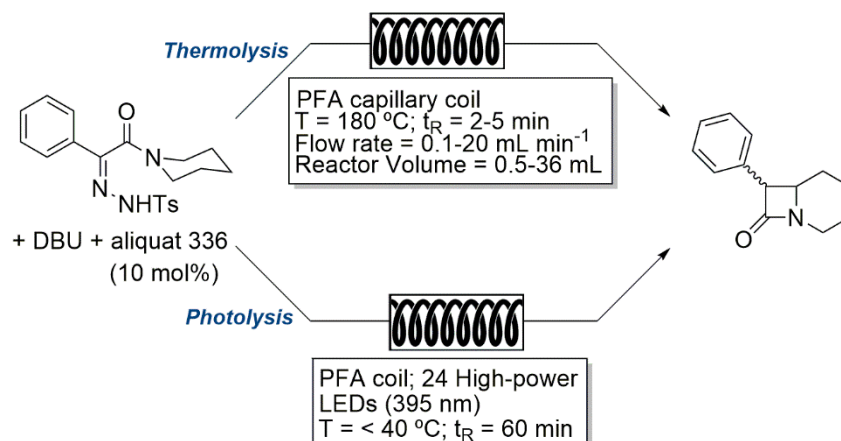 Thermolysis
PFA capillary coil
T = 180 ºC; tR = 2-5 min
Flow rate = 0.1-20 mL min⁻¹
Reactor Volume = 0.5-36 mL
O
N
N
NHTs
+ DBU + aliquat 336
(10 mol%)
O
N
Photolysis
PFA coil; 24 High-power
LEDs (395 nm)
T = < 40 ºC; tR = 60 min